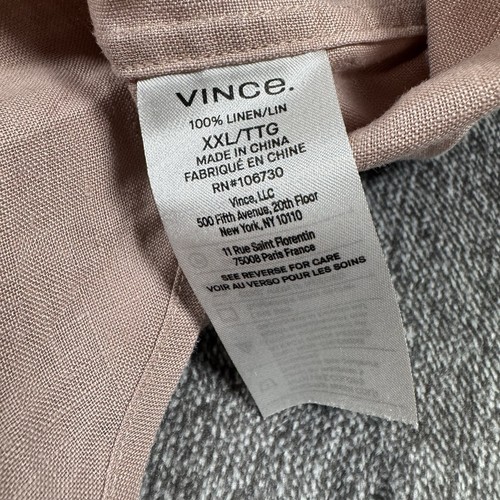 VINCE.
100% LINEN/LIN
XXL/TTG
MADE IN CHINA
FABRIQUÉ EN CHINE
RN#106730
Vince, LLC
500 Fifth Avenue, 20th Floor
New York, NY 10110
11 Rue Saint Florentin
75008 Paris France
SEE REVERSE FOR CARE
VOIR AU VERSO POUR LES SOINS